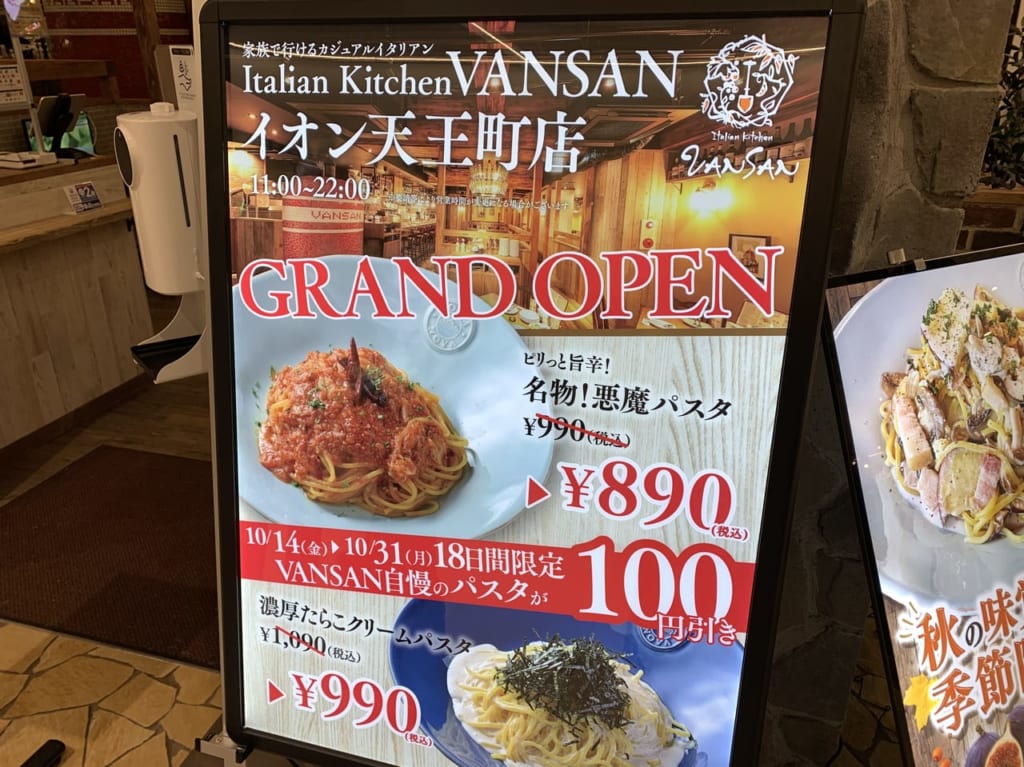 家族で行けるカジュアルイタリアン
Italian Kitchen VANSAN
イオン天王町店
11:00~22:00
Italian Kitchen
VANSAN
VANSAN
GRAND OPEN
ピリっと旨辛!
名物!悪魔パスタ
¥990(税込)
¥890(税込)
10/14(金)▶10/31(月)18日間限定
VANSAN自慢のパスタが
100円引き
濃厚たらこクリームパスタ
¥1,090(税込)
¥990(税込)
秋の味
季節